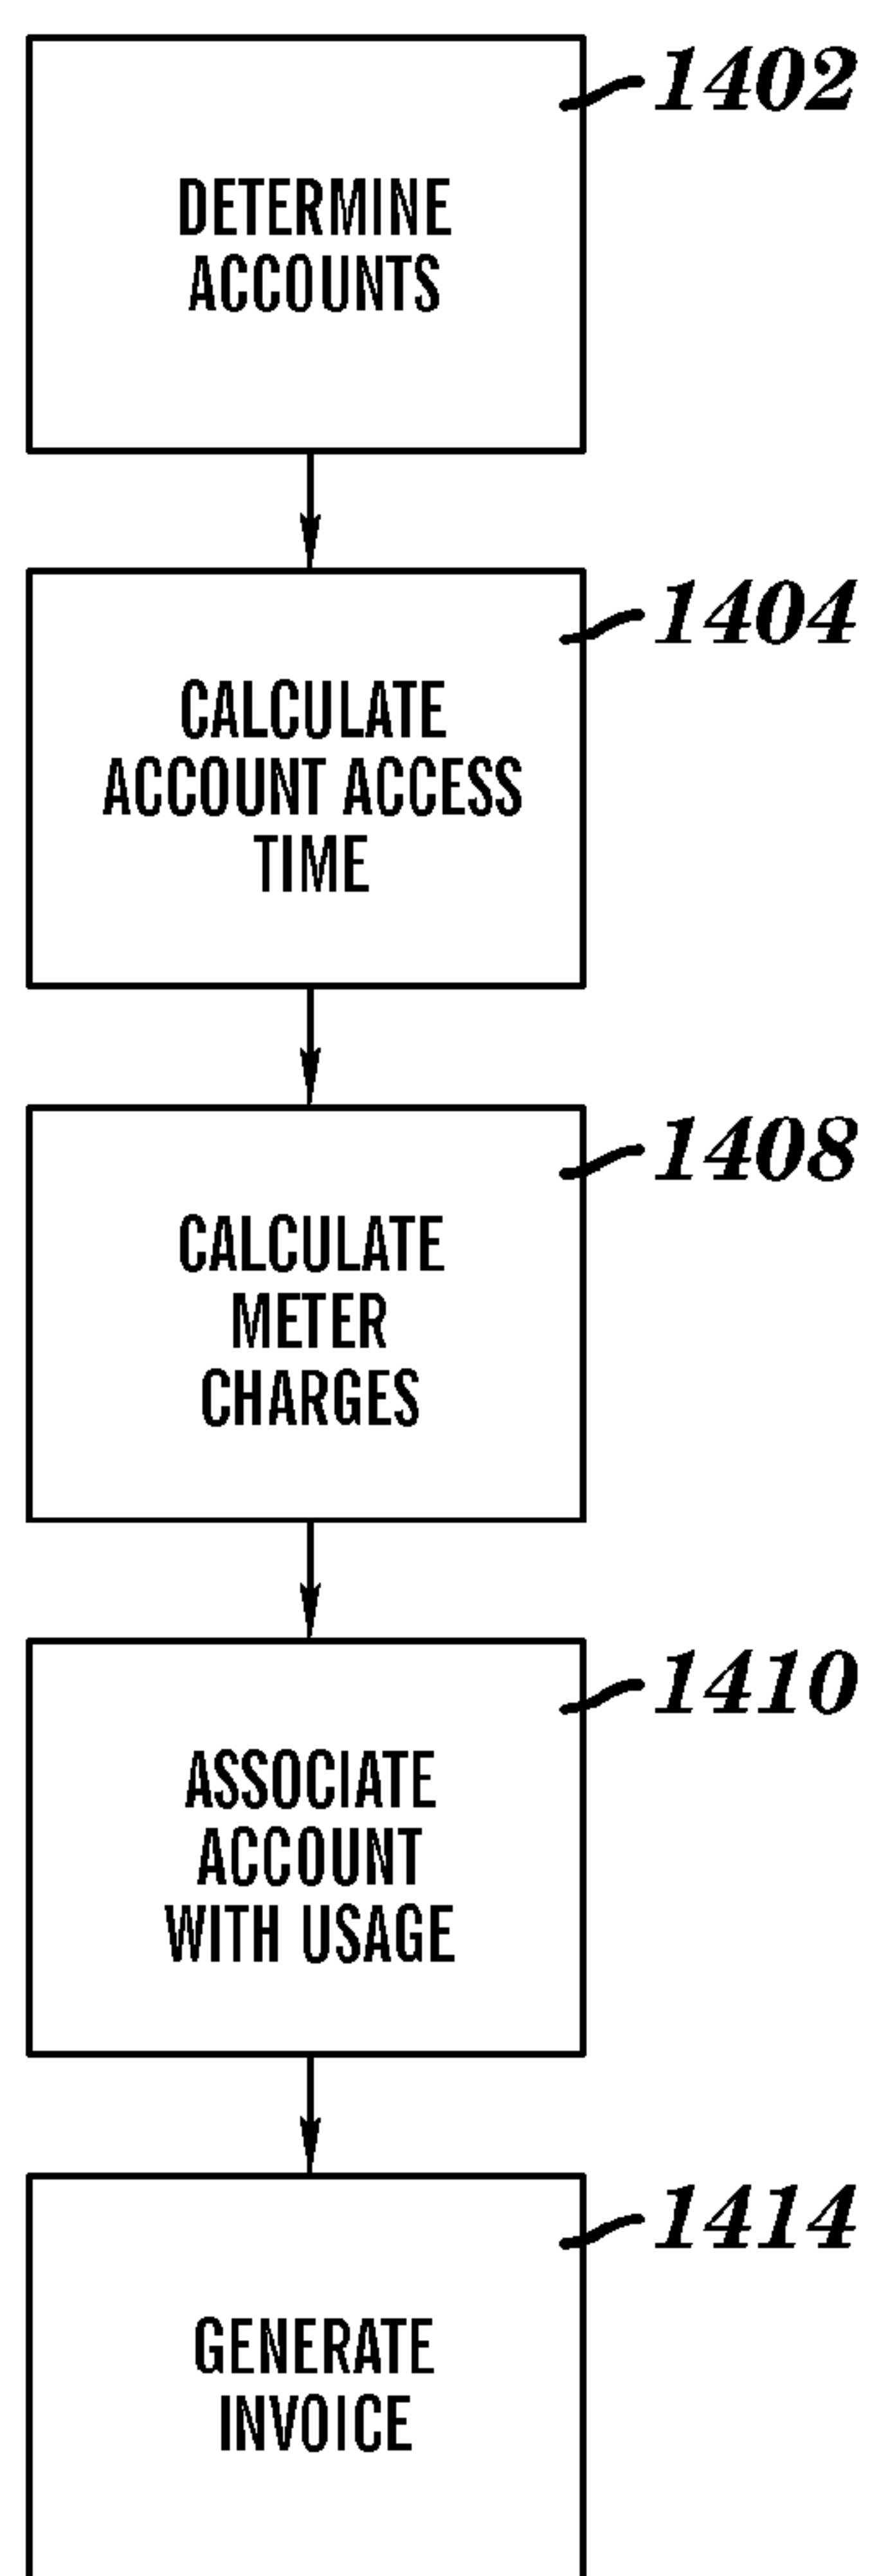 1402
DETERMINE
ACCOUNTS
1404
CALCULATE
ACCOUNT ACCESS
TIME
1408
CALCULATE
METER
CHARGES
1410
ASSOCIATE
ACCOUNT
WITH USAGE
1414
GENERATE
INVOICE